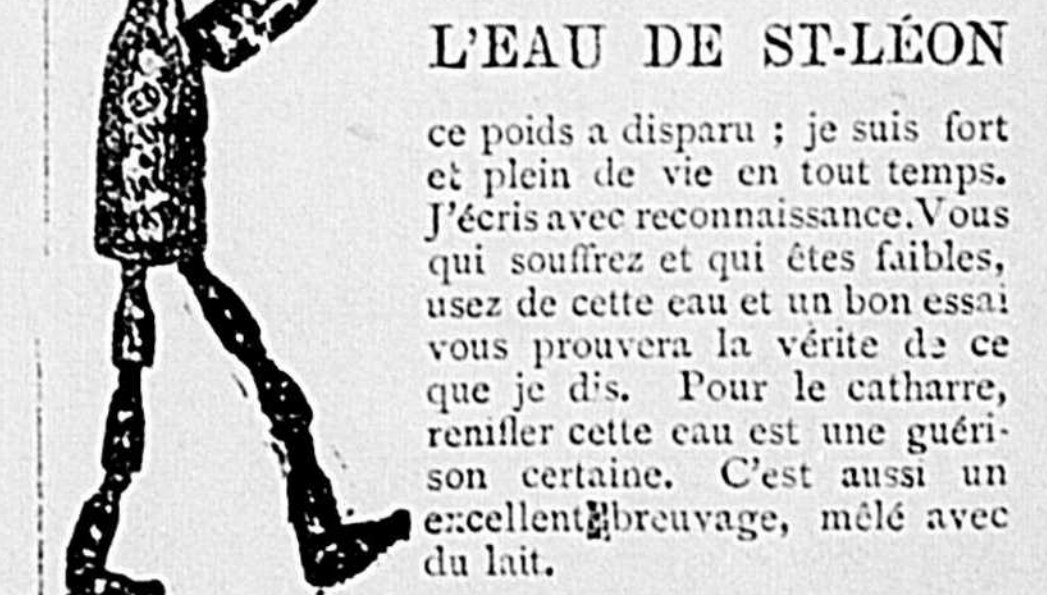 L'EAU DE ST-LÉON
ce poids a disparu ; je suis fort
et plein de vie en tout temps.
J'écris avec reconnaissance. Vous
qui souffrez et qui êtes faibles,
usez de cette eau et un bon essai
vous prouvera la vérite de ce
que je dis. Pour le catharre,
renifler cette eau est une guéri-
son certaine. C'est aussi un
excellent breuvage, mêlé avec
du lait.